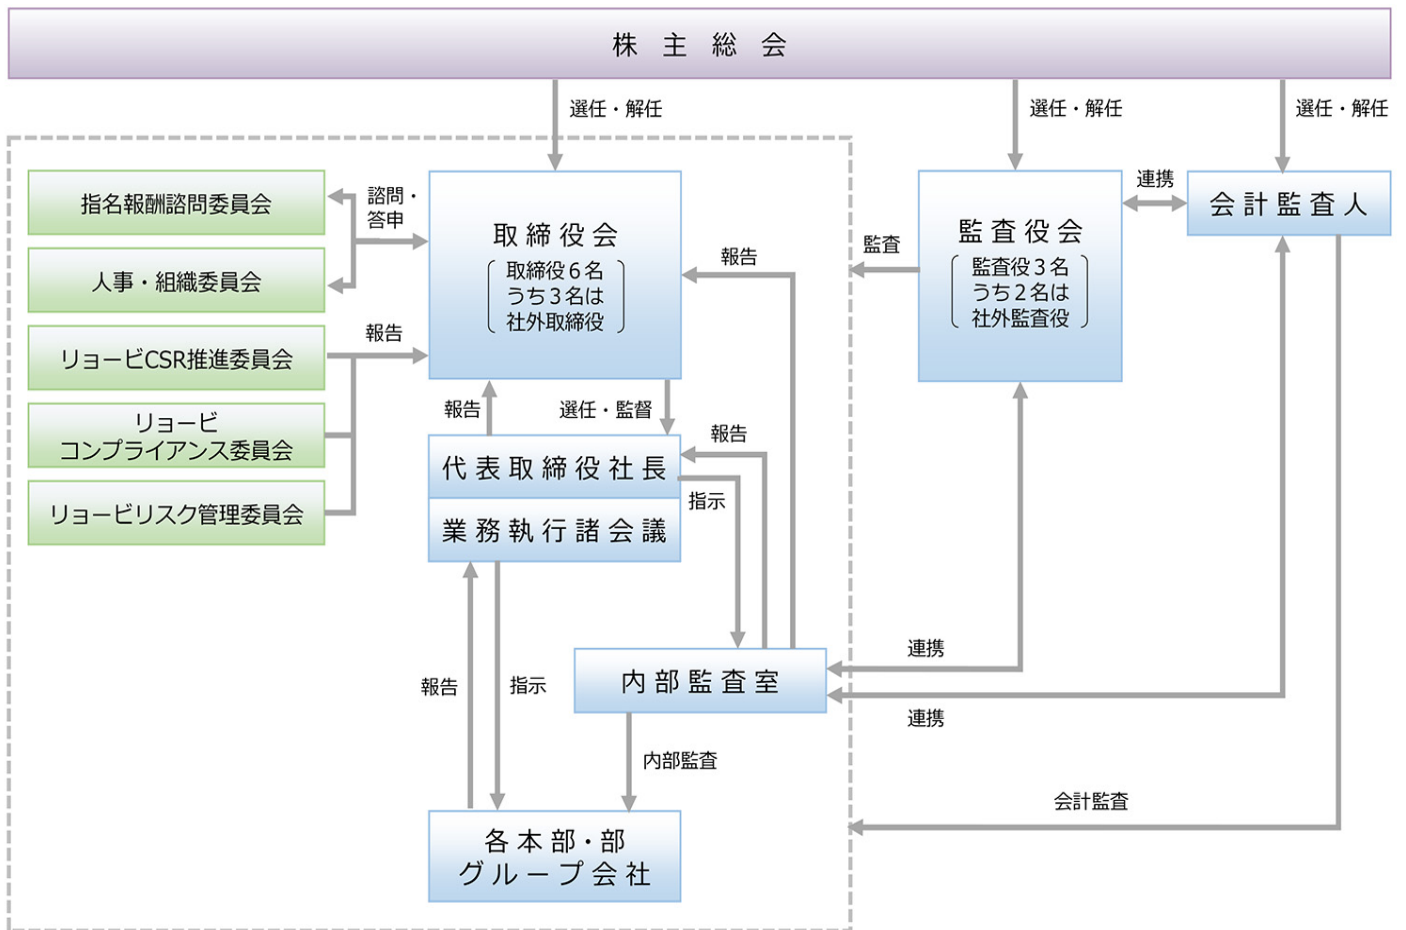 株主総会
選任・解任
選任・解任
選任・解任
指名報酬諮問委員会
諮問・
答申
人事・組織委員会
リョービCSR推進委員会
報告
リョービ
コンプライアンス委員会
リョービリスク管理委員会
取締役会
取締役6名
うち3名は
社外取締役
報告
監査
監査役会
監査役3名
うち2名は
社外監査役
連携
会計監査人
報告
選任・監督
報告
代表取締役社長
指示
業務執行諸会議
内部監査室
連携
連携
報告
指示
内部監査
会計監査
各本部・部
グループ会社